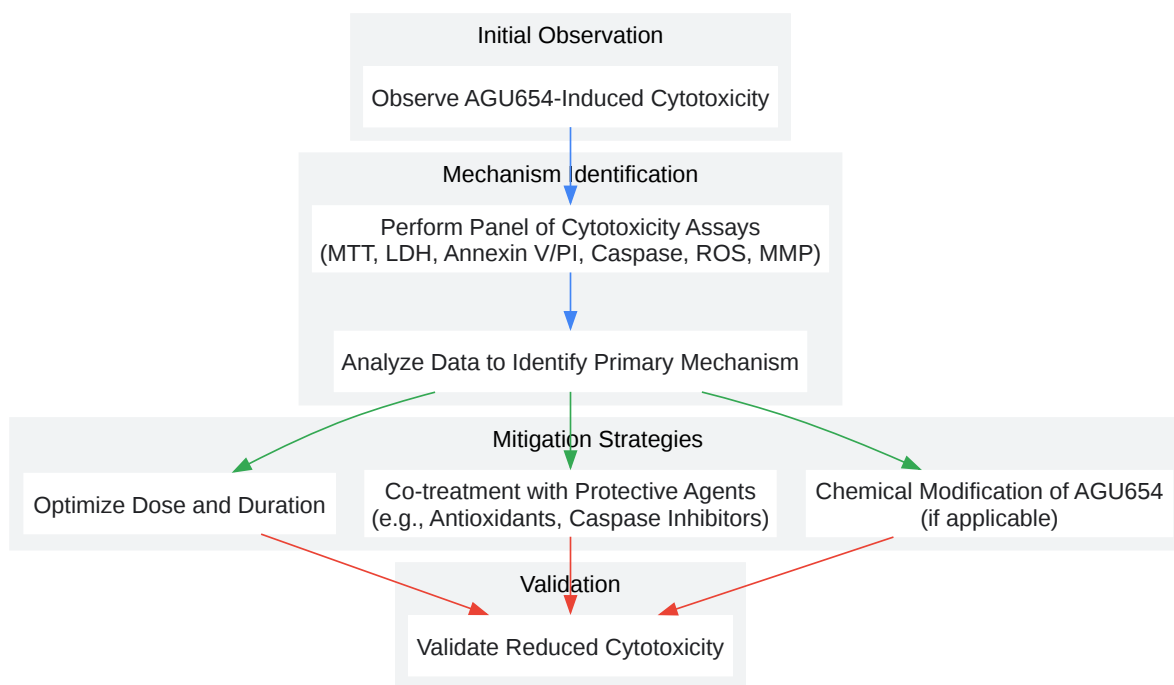 Initial Observation
Observe AGU654-Induced Cytotoxicity
Mechanism Identification
Perform Panel of Cytotoxicity Assays
(MTT, LDH, Annexin V/PI, Caspase, ROS, MMP)
Analyze Data to Identify Primary Mechanism
Mitigation Strategies
Optimize Dose and Duration
Co-treatment with Protective Agents
(e.g., Antioxidants, Caspase Inhibitors)
Chemical Modification of AGU654
(if applicable)
Validation
Validate Reduced Cytotoxicity